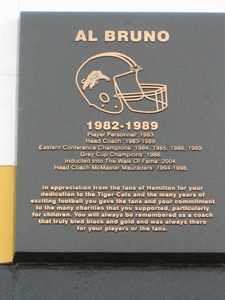 AL BRUNO
1982-1989
Player Personnel: 1983
Head Coach: 1983-1989
Eastern Conference Champions: 1984, 1985, 1986, 1989
Grey Cup Champions: 1986
Inducted Into The Walk Of Fame: 2004
Head Coach McMaster Mauraders: 1994-1996
In appreciation from the fans of Hamilton for your
dedication to the Tiger-Cats and the many years of
exciting football you gave the fans and your commitment
to the many charities that you supported, particularly
for children. You will always be remembered as a coach
that truly bled black and gold and was always there
for your players or the fans.